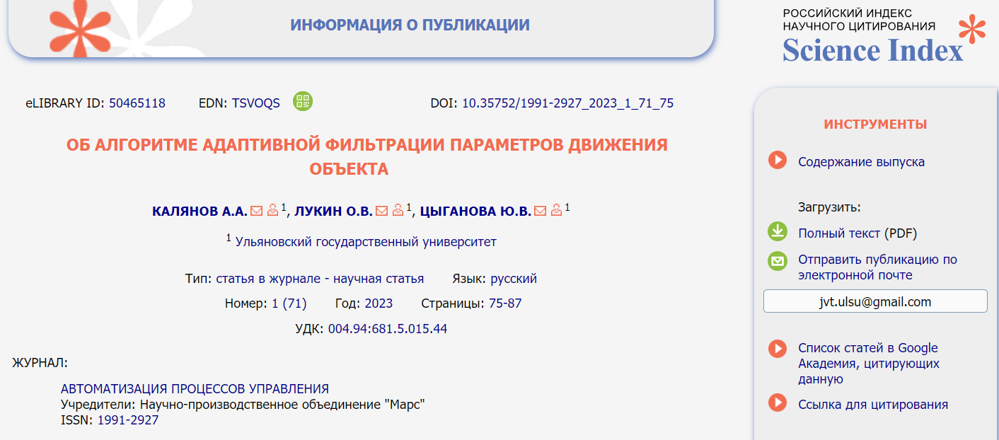 ИНФОРМАЦИЯ О ПУБЛИКАЦИИ
eLIBRARY ID: 50465118 EDN: TSVOQS DOI: 10.35752/1991-2927_2023_1_71_75
ОБ АЛГОРИТМЕ АДАПТИВНОЙ ФИЛЬТРАЦИИ ПАРАМЕТРОВ ДВИЖЕНИЯ
ОБЪЕКТА
КАЛЯНОВ А.А. 1, ЛУКИН О.В. 1, ЦЫГАНОВА Ю.В. 1
1 Ульяновский государственный университет
Тип: статья в журнале - научная статья Язык: русский
Номер: 1 (71) Год: 2023 Страницы: 75-87
УДК: 004.94:681.5.015.44
ЖУРНАЛ:
АВТОМАТИЗАЦИЯ ПРОЦЕССОВ УПРАВЛЕНИЯ
Учредители: Научно-производственное объединение "Марс"
ISSN: 1991-2927
РОССИЙСКИЙ ИНДЕКС
НАУЧНОГО ЦИТИРОВАНИЯ
Science Index
ИНСТРУМЕНТЫ
Содержание выпуска
Загрузить:
Полный текст (PDF)
Отправить публикацию по
электронной почте
jvt.ulsu@gmail.com
Список статей в Google
Академия, цитирующих
данную
Ссылка для цитирования